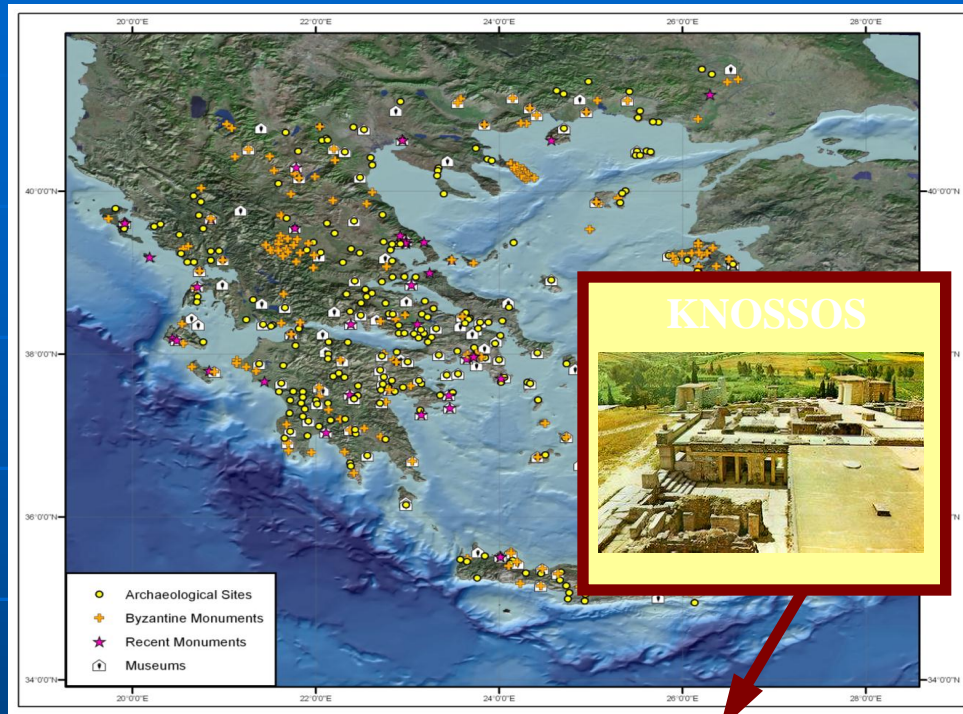 20°0'0"E 22°0'0"E 24°0'0"E 26°0'0"E 28°0'0"E
40°0'0"N 40°0'0"N
KNOSSOS
38°0'0"N
36°0'0"N
Archaeological Sites
Byzantine Monuments
Recent Monuments
Museums
34°0'0"N 34°0'0"N
20°0'0"E 22°0'0"E 24°0'0"E 26°0'0"E 28°0'0"E